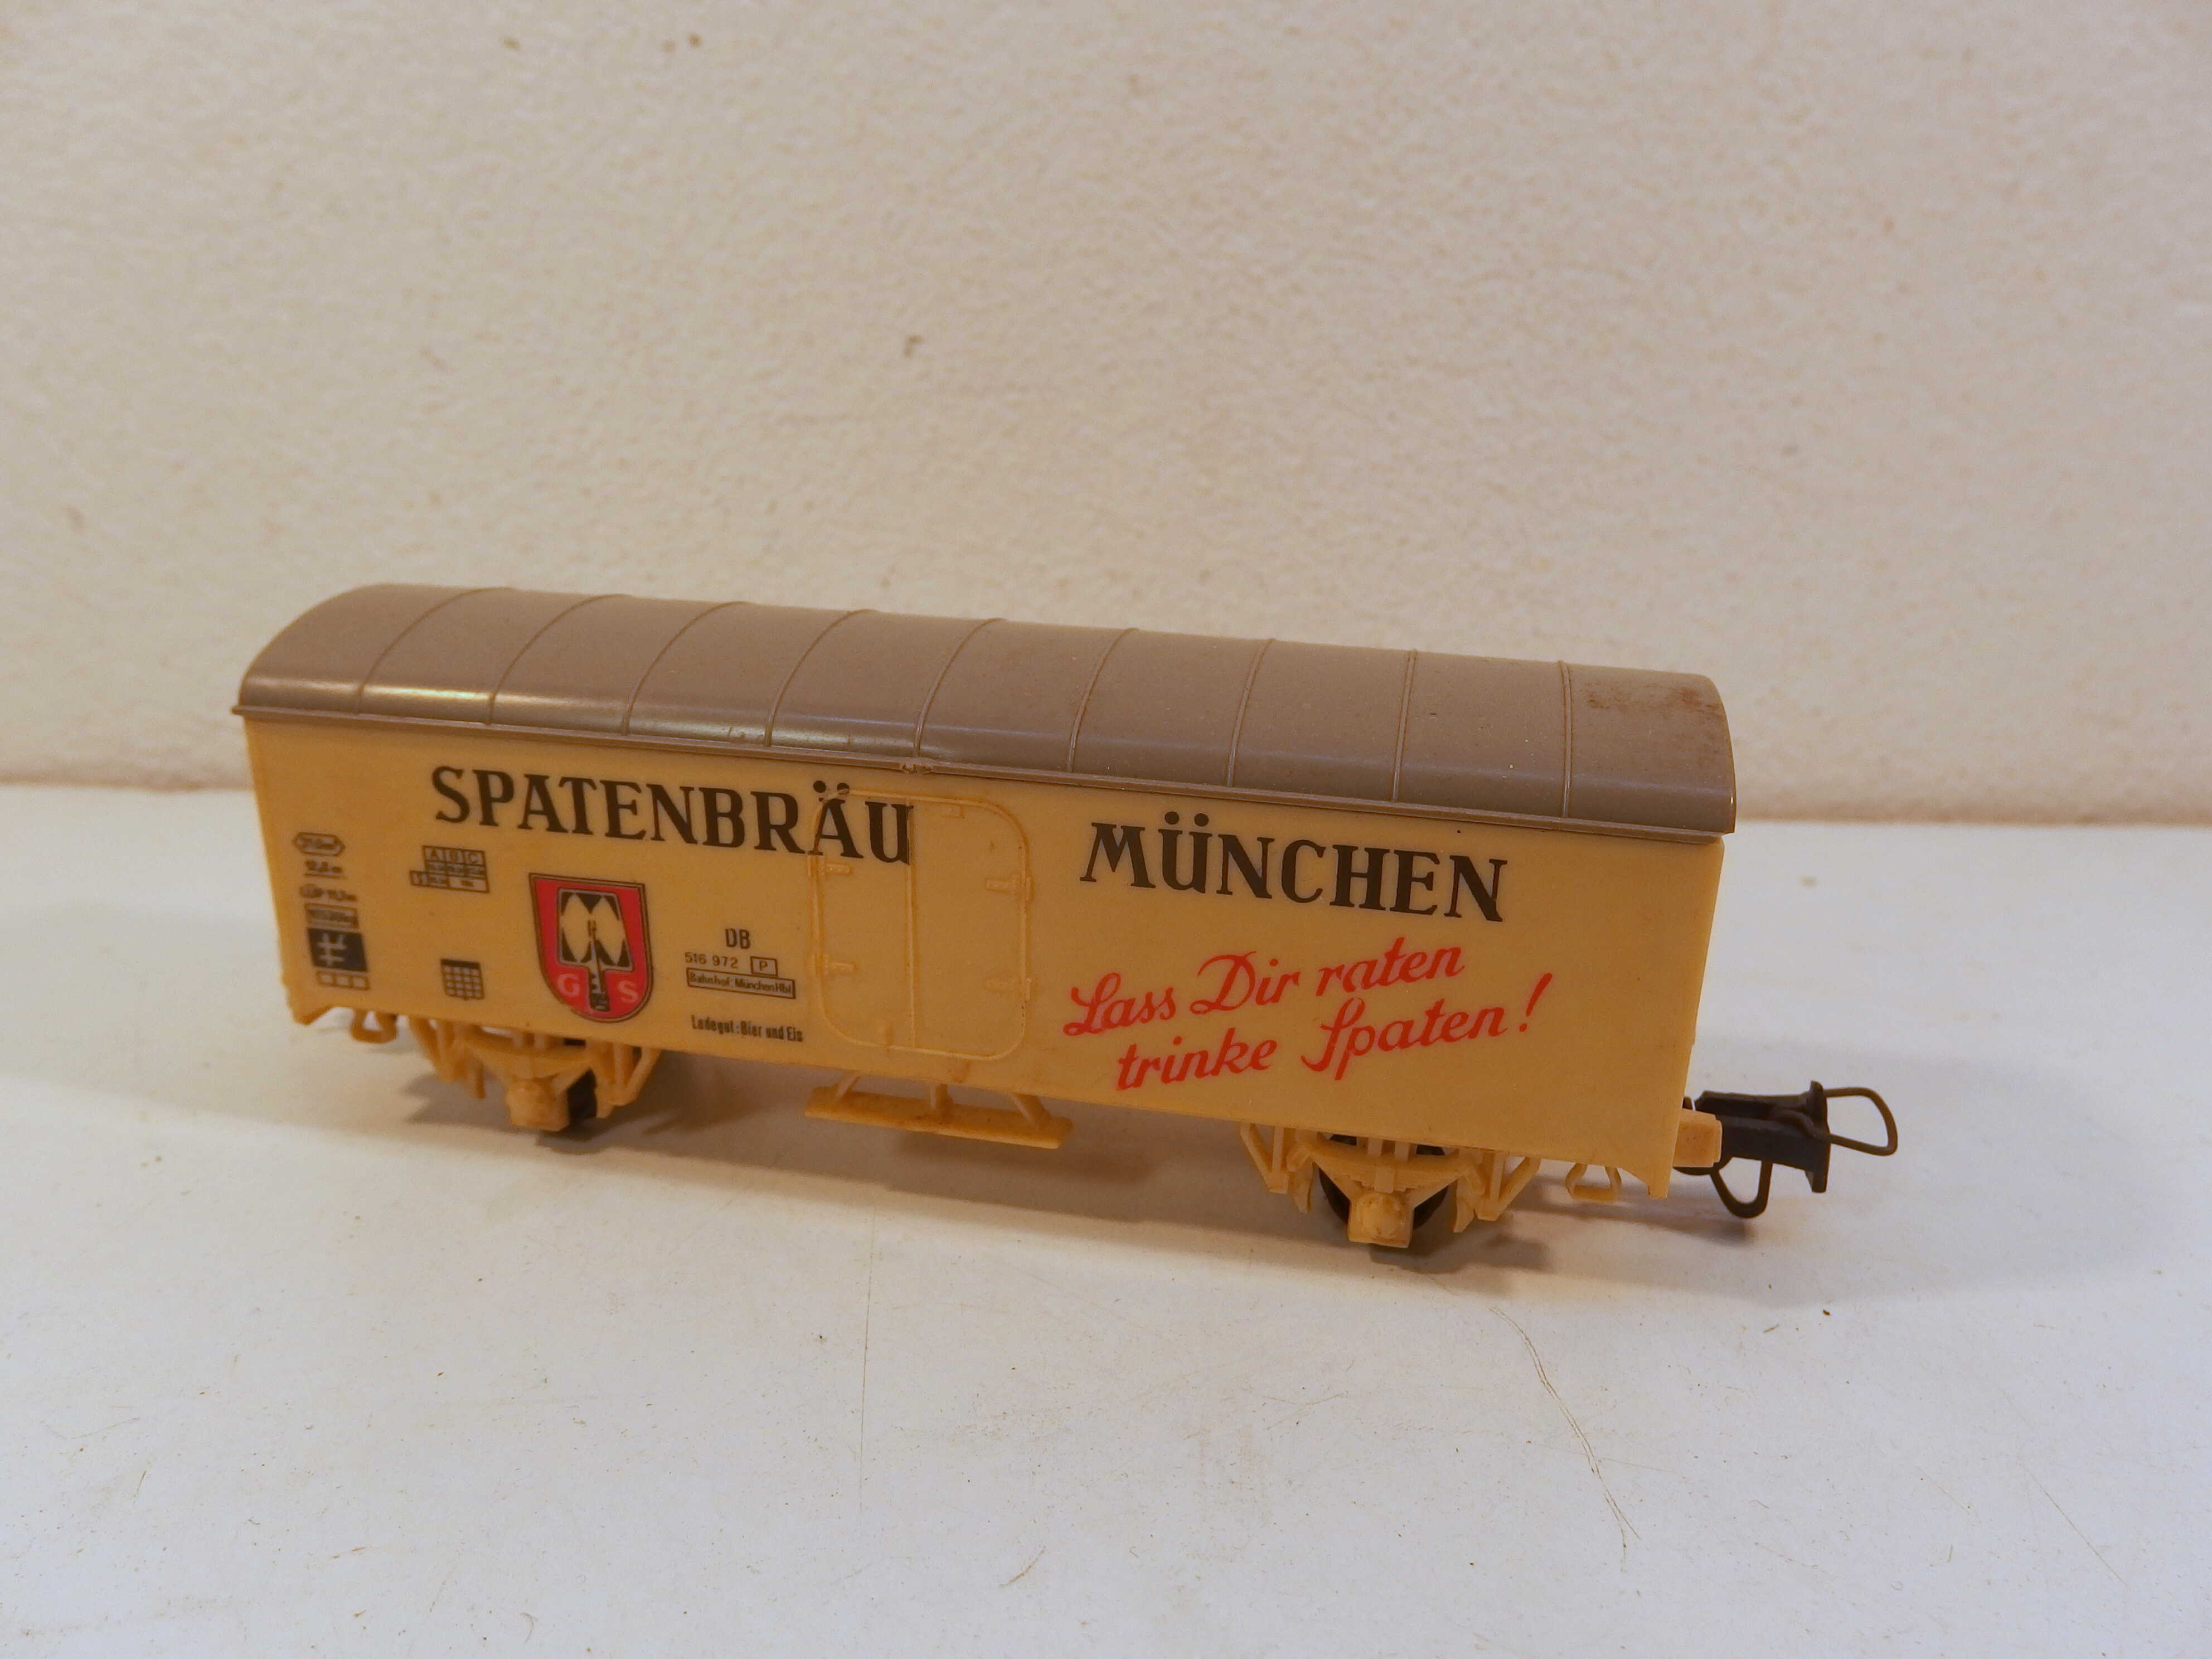 SPATENBRÄU MÜNCHEN
A B C
G S
DB
516 972 P
Bahnhof: München Hbf
Ladegut: Bier und Eis
Lass Dir raten
trinke Spaten!